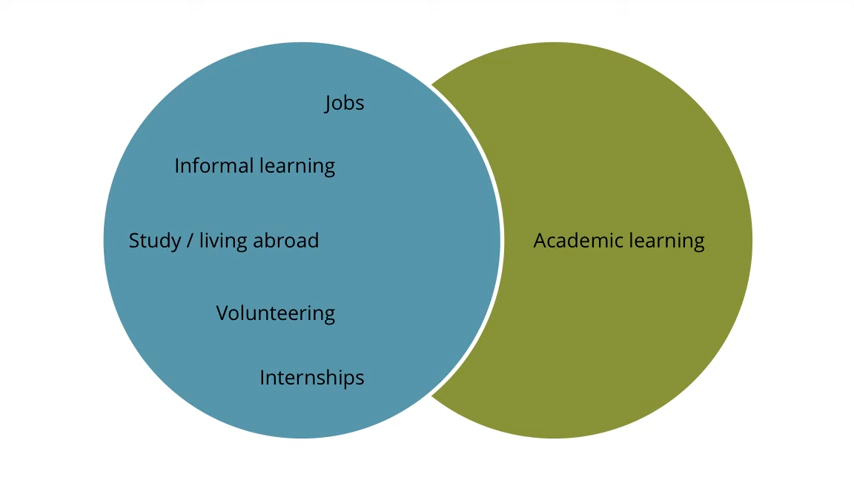 Jobs
Informal learning
Study / living abroad
Academic learning
Volunteering
Internships